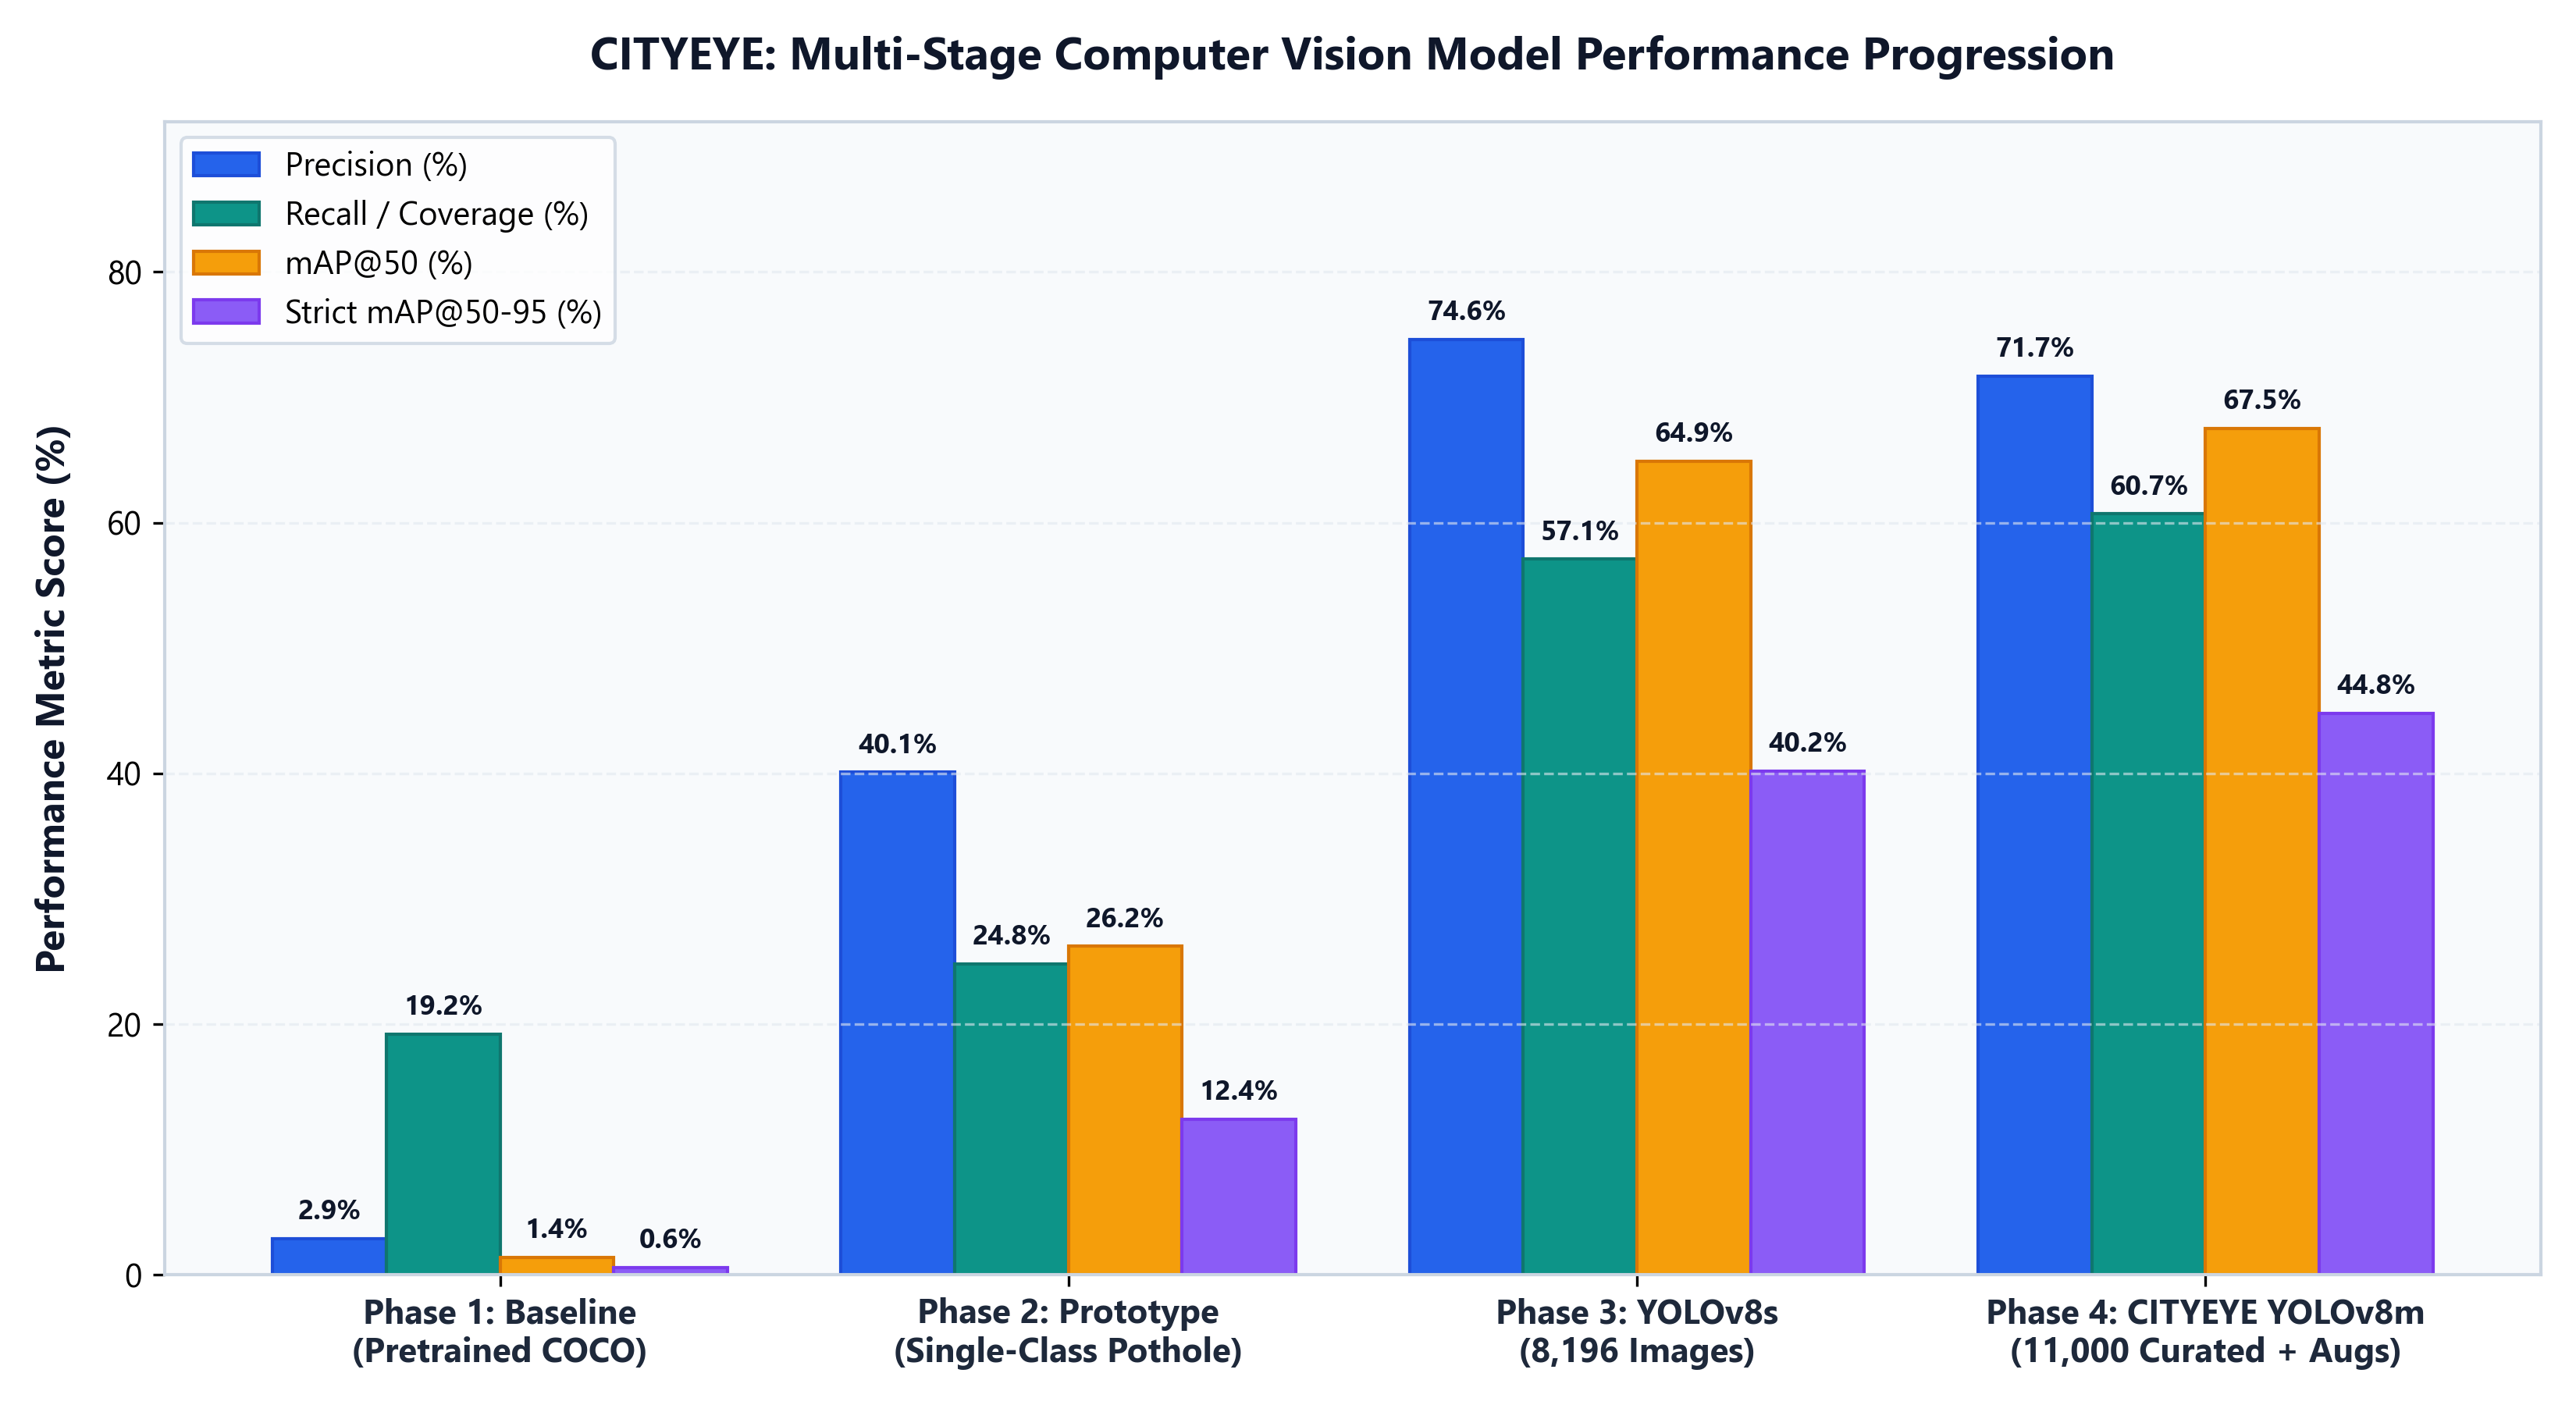 CITYEYE: Multi-Stage Computer Vision Model Performance Progression
Precision (%)
Recall / Coverage (%)
mAP@50 (%)
Strict mAP@50-95 (%)
Performance Metric Score (%)
80
60
40
20
0
2.9%
19.2%
1.4%
0.6%
40.1%
24.8%
26.2%
12.4%
74.6%
57.1%
64.9%
40.2%
71.7%
60.7%
67.5%
44.8%
Phase 1: Baseline
(Pretrained COCO)
Phase 2: Prototype
(Single-Class Pothole)
Phase 3: YOLOv8s
(8,196 Images)
Phase 4: CITYEYE YOLOv8m
(11,000 Curated + Augs)